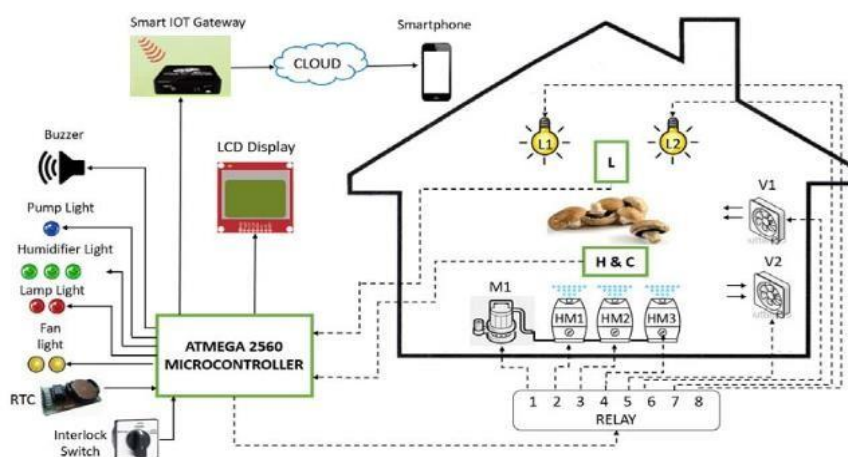 Smart IOT Gateway
Smartphone
CLOUD
Buzzer
LCD Display
L1
L2
L
V1
Pump Light
Humidifier Light
H & C
V2
M1
Lamp Light
HM1
HM2
HM3
Fan
light
ATMEGA 2560
MICROCONTROLLER
RTC
1 2 3 4 5 6 7 8
RELAY
Interlock
Switch